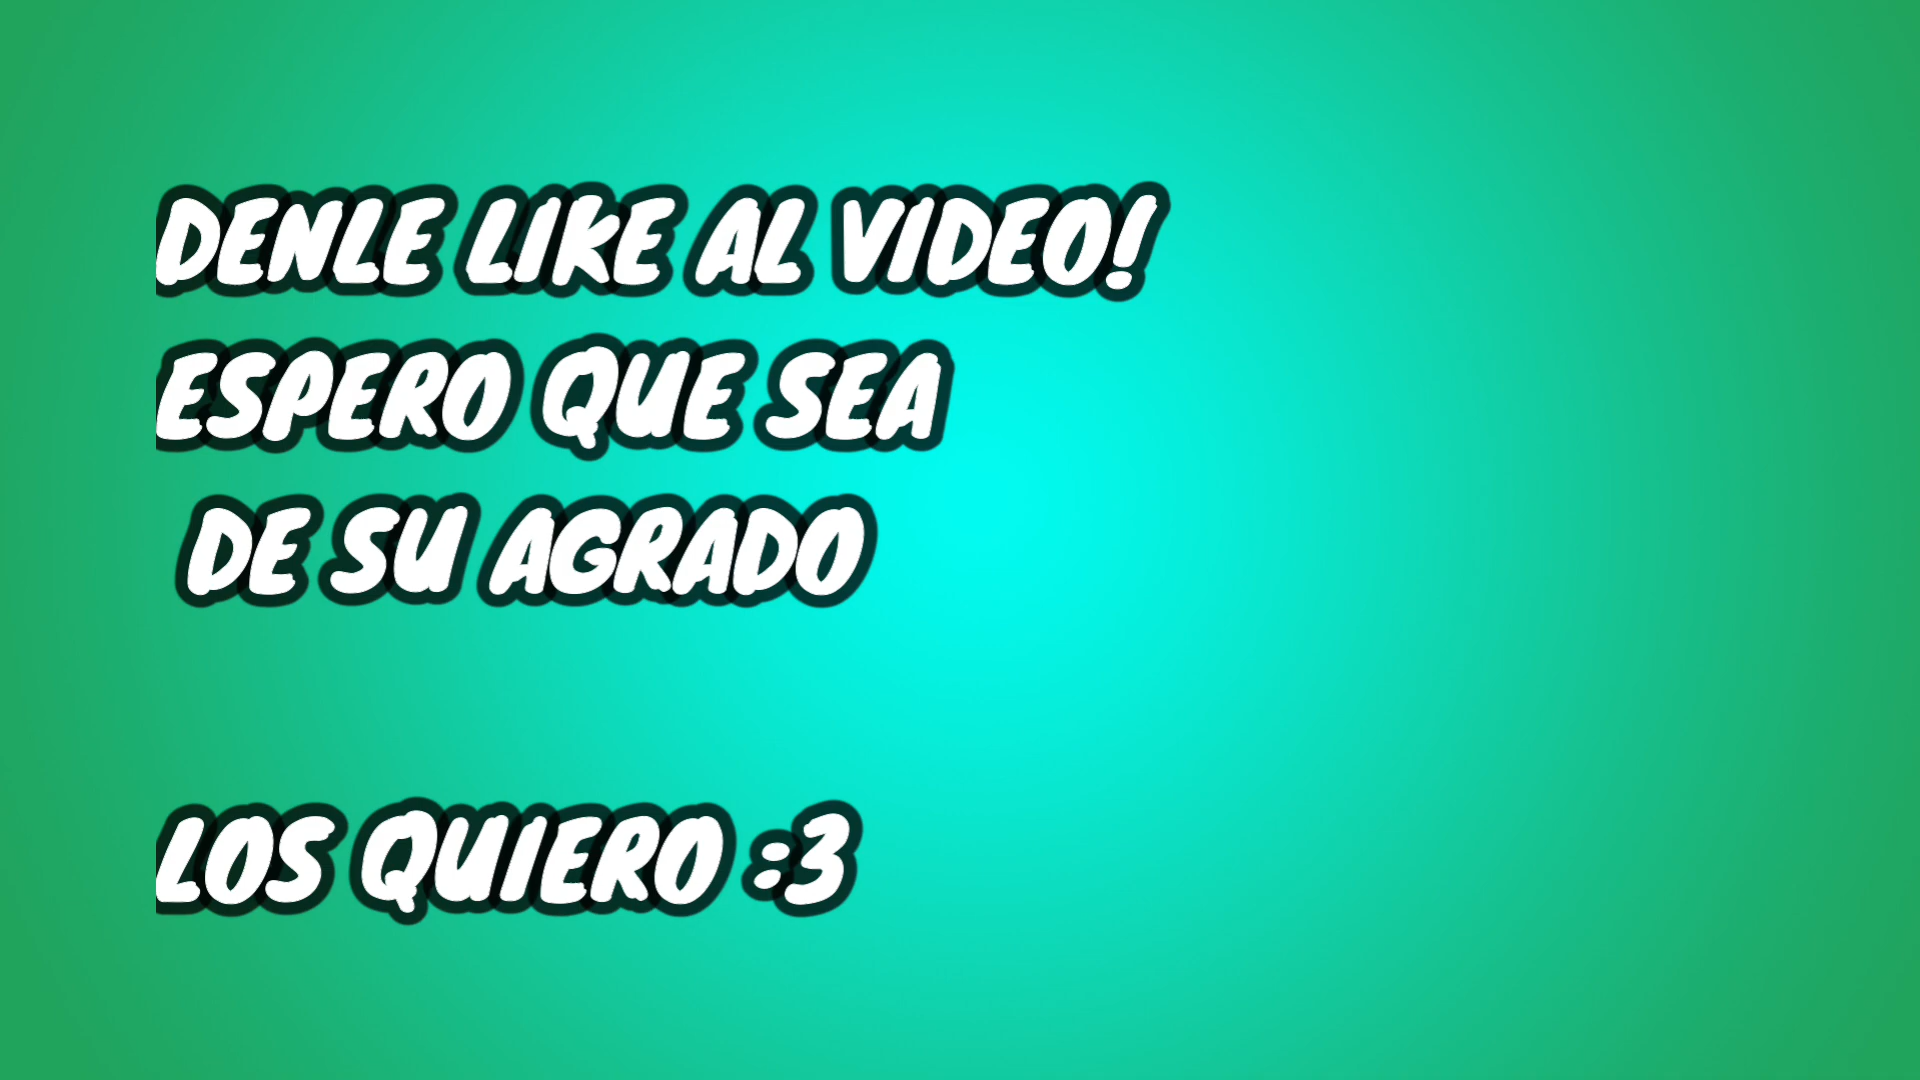 DENLE LIKE AL VIDEO!
ESPERO QUE SEA
DE SU AGRADO
LOS QUIERO :3